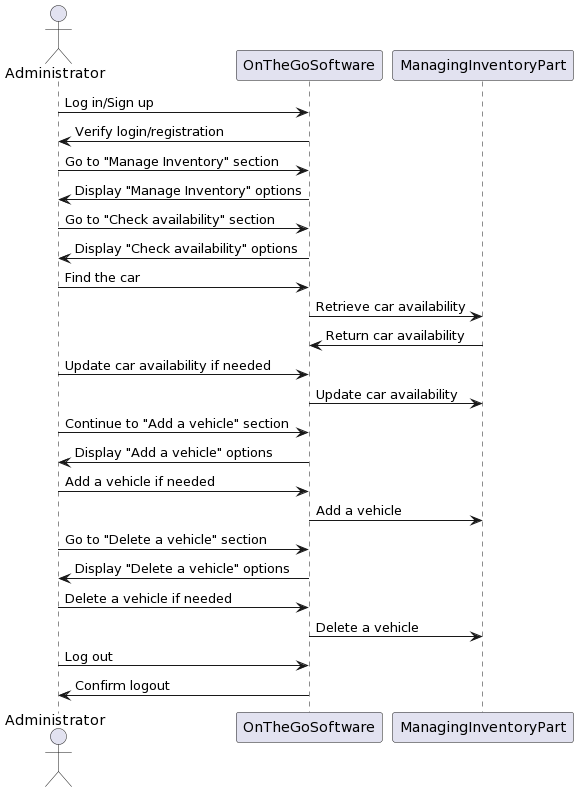 Administrator
OnTheGoSoftware
ManagingInventoryPart
Log in/Sign up
Verify login/registration
Go to "Manage Inventory" section
Display "Manage Inventory" options
Go to "Check availability" section
Display "Check availability" options
Find the car
Retrieve car availability
Return car availability
Update car availability if needed
Update car availability
Continue to "Add a vehicle" section
Display "Add a vehicle" options
Add a vehicle if needed
Add a vehicle
Go to "Delete a vehicle" section
Display "Delete a vehicle" options
Delete a vehicle if needed
Delete a vehicle
Log out
Confirm logout
Administrator
OnTheGoSoftware
ManagingInventoryPart